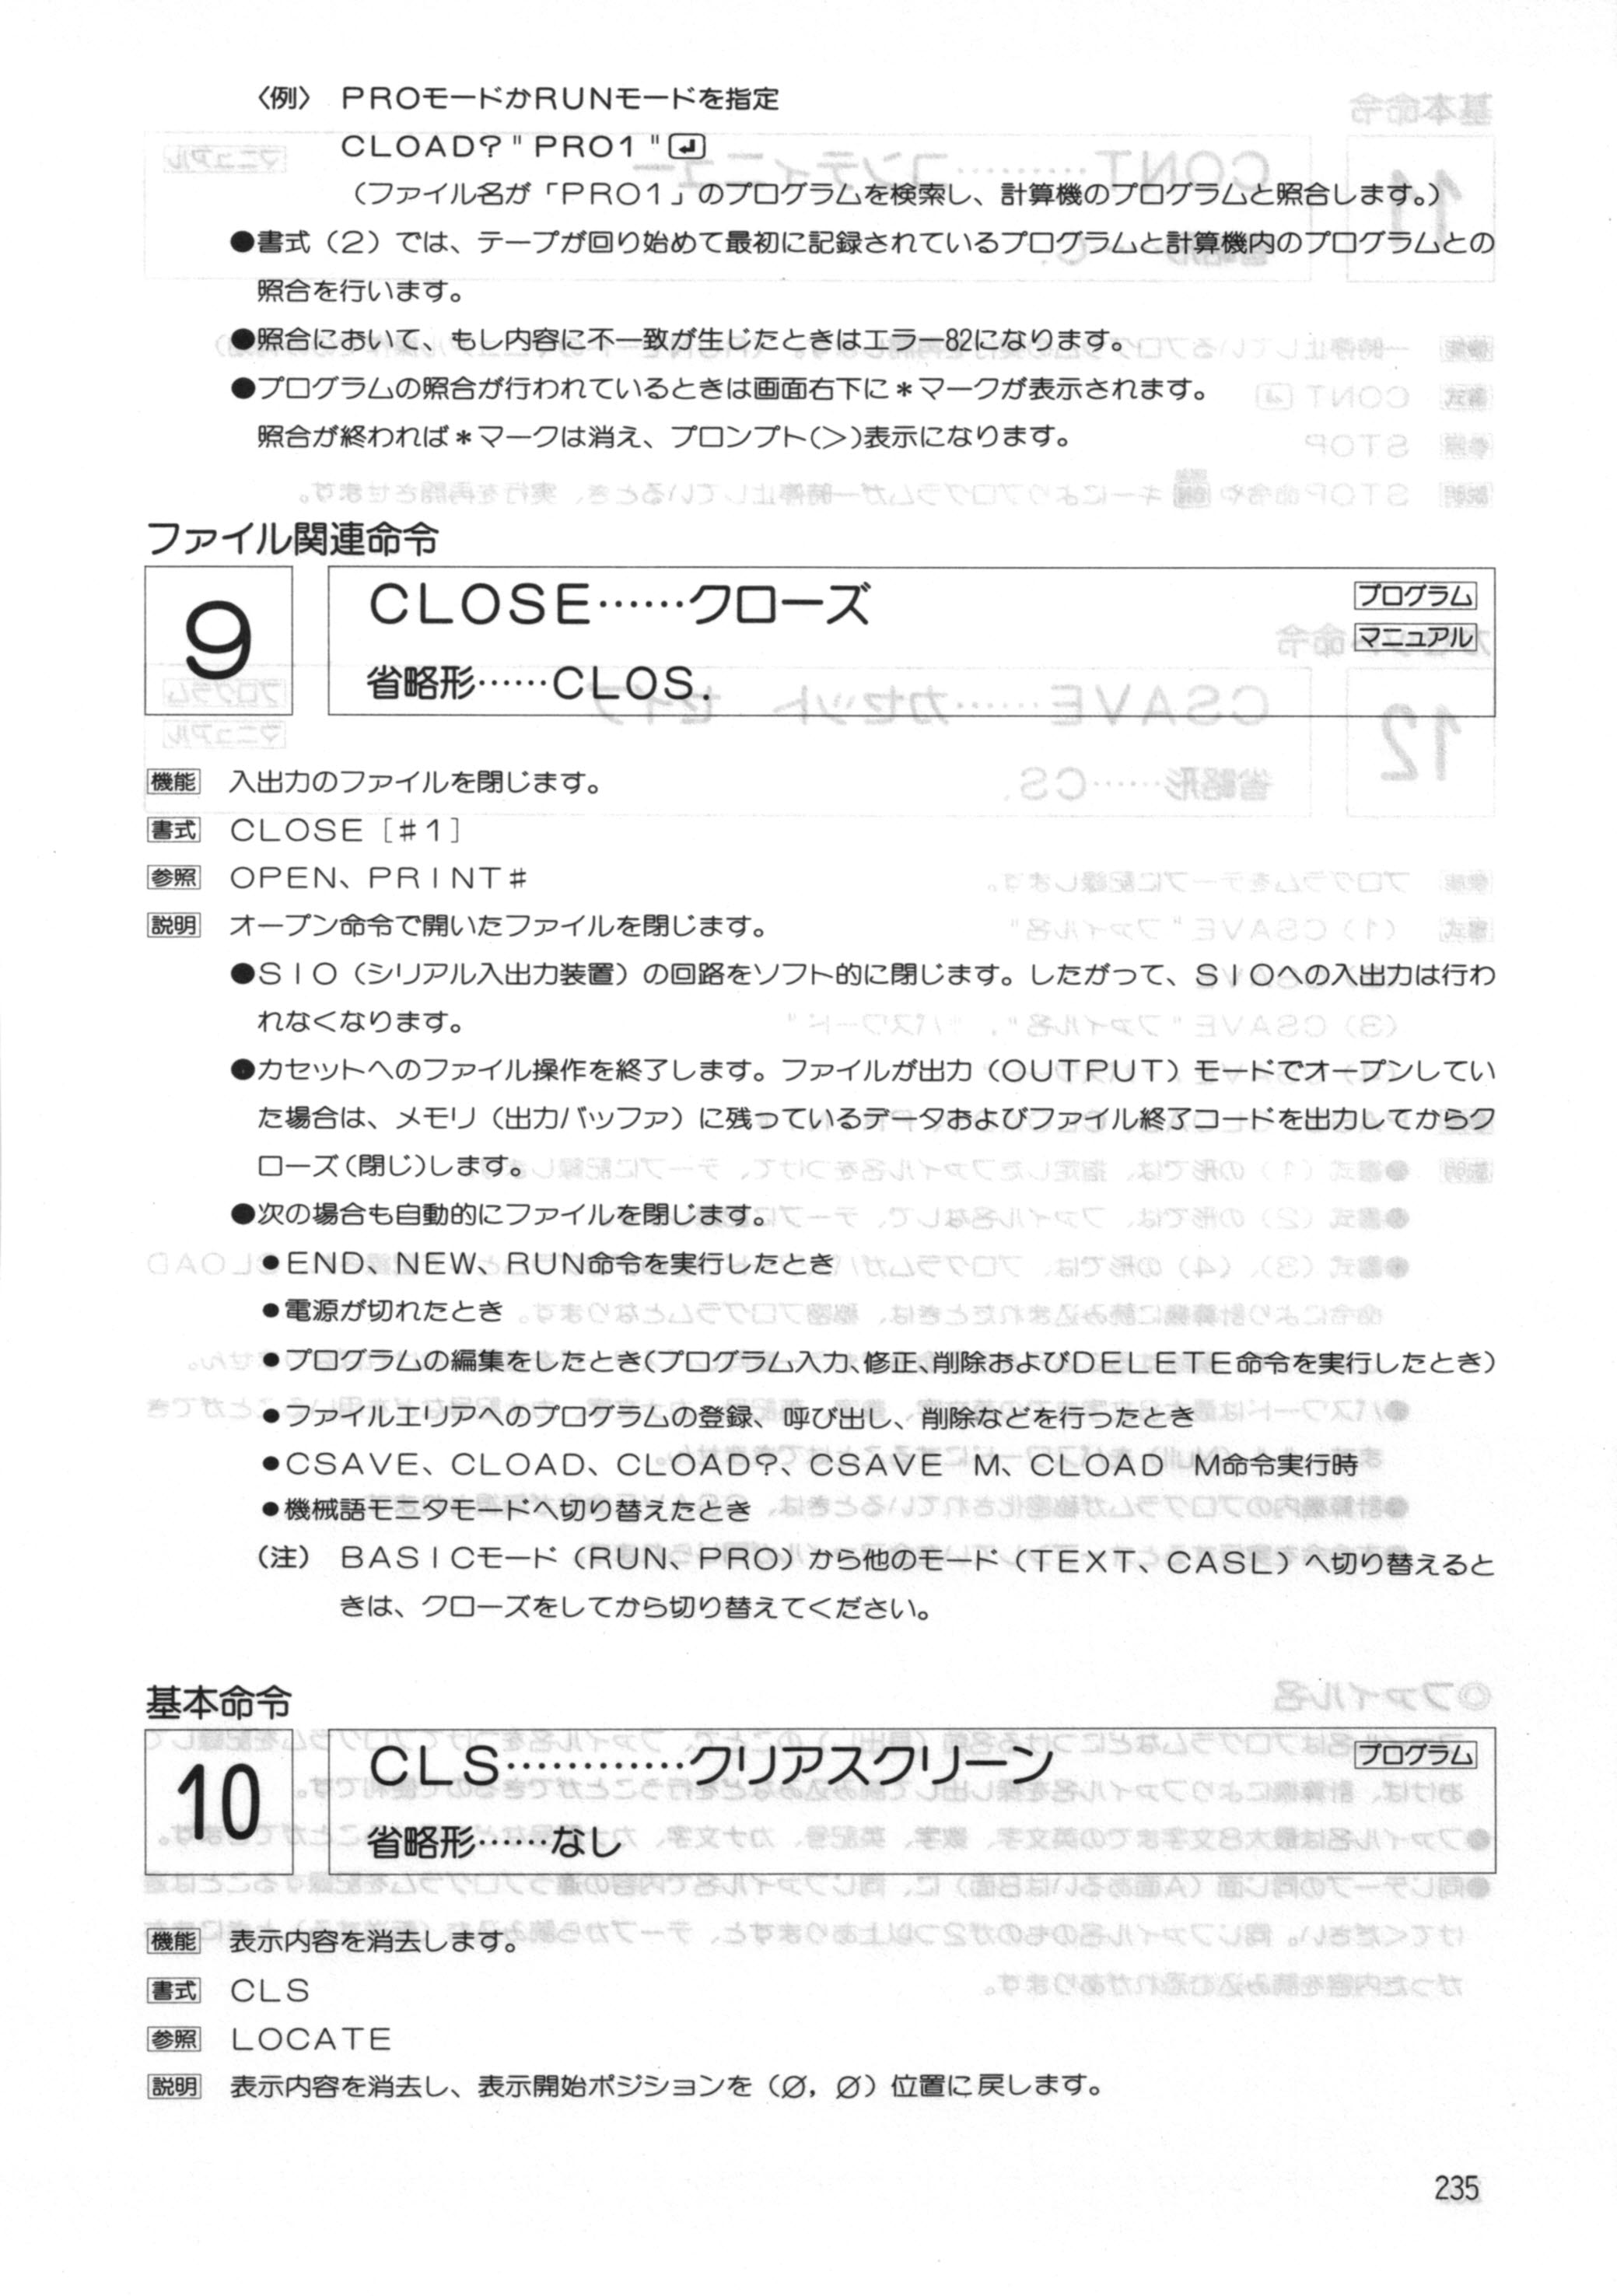 〈例〉 PROモードかRUNモードを指定
CLOAD?"PRO1"↵
（ファイル名が「PRO1」のプログラムを検索し、計算機のプログラムと照合します。）
●書式（2）では、テープが回り始めて最初に記録されているプログラムと計算機内のプログラムとの
照合を行います。
●照合において、もし内容に不一致が生じたときはエラー82になります。
●プログラムの照合が行われているときは画面右下に＊マークが表示されます。
照合が終われば＊マークは消え、プロンプト(>)表示になります。
ファイル関連命令
9
CLOSE……クローズ
プログラム
マニュアル
省略形……CLOS.
機能 入出力のファイルを閉じます。
書式 CLOSE［#1］
参照 OPEN、PRINT#
説明 オープン命令で開いたファイルを閉じます。
●SIO（シリアル入出力装置）の回路をソフト的に閉じます。したがって、SIOへの入出力は行わ
れなくなります。
●カセットへのファイル操作を終了します。ファイルが出力（OUTPUT）モードでオープンしてい
た場合は、メモリ（出力バッファ）に残っているデータおよびファイル終了コードを出力してからク
ローズ(閉じ)します。
●次の場合も自動的にファイルを閉じます。
●END、NEW、RUN命令を実行したとき
●電源が切れたとき
●プログラムの編集をしたとき(プログラム入力、修正、削除およびDELETE命令を実行したとき)
●ファイルエリアへのプログラムの登録、呼び出し、削除などを行ったとき
●CSAVE、CLOAD、CLOAD?、CSAVE M、CLOAD M命令実行時
●機械語モニタモードへ切り替えたとき
（注） BASICモード（RUN、PRO）から他のモード（TEXT、CASL）へ切り替えると
きは、クローズをしてから切り替えてください。
基本命令
10
CLS…………クリアスクリーン
プログラム
省略形……なし
機能 表示内容を消去します。
書式 CLS
参照 LOCATE
説明 表示内容を消去し、表示開始ポジションを（Ø, Ø）位置に戻します。
235